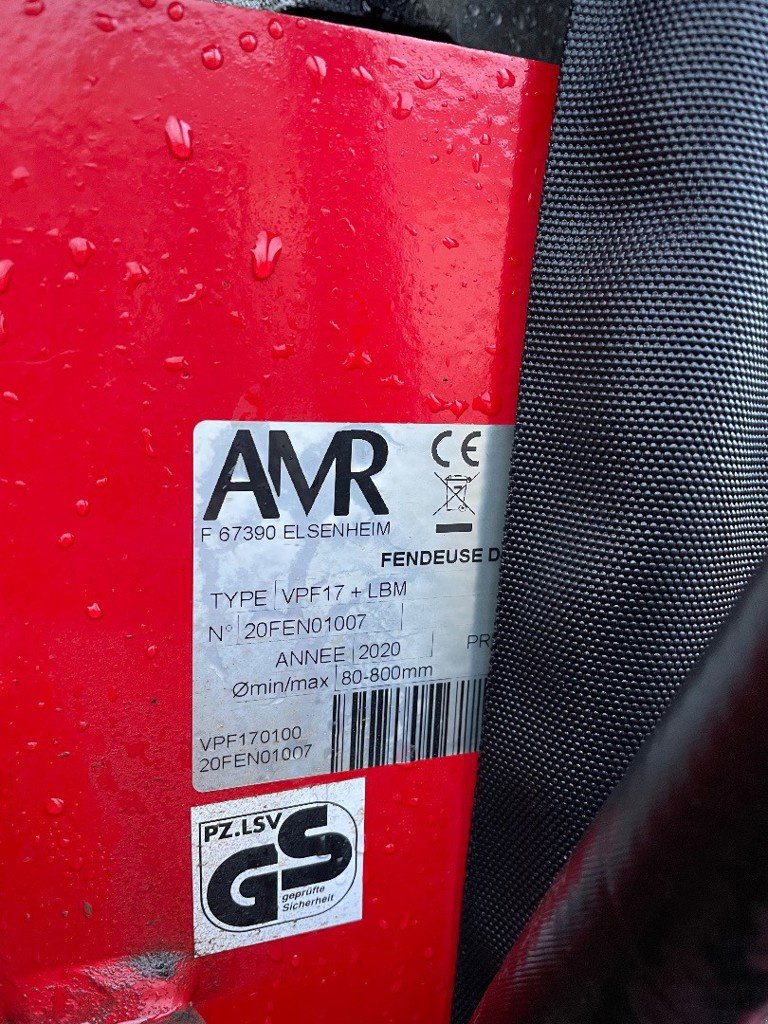 AMR
CE
F 67390 ELSENHEIM
FENDEUSE
TYPE VPF17 + LBM
N° 20FEN01007
ANNEE 2020
Ømin/max 80-800mm
VPF170100
20FEN01007
PZ.LSV
GS
geprüfte
Sicherheit